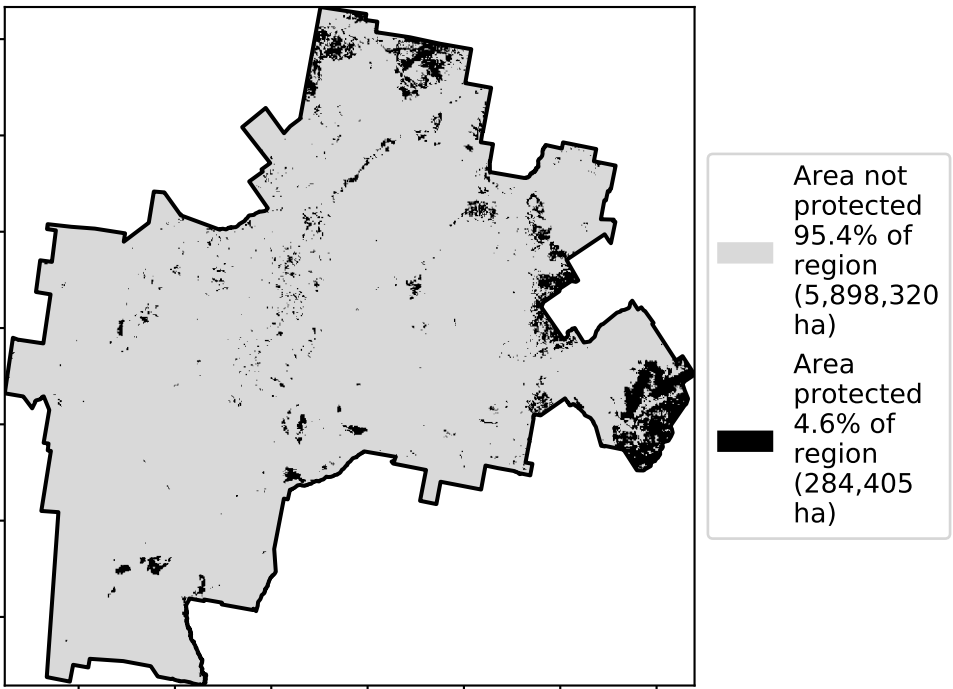 Area not
protected
95.4% of
region
(5,898,320
ha)
Area
protected
4.6% of
region
(284,405
ha)